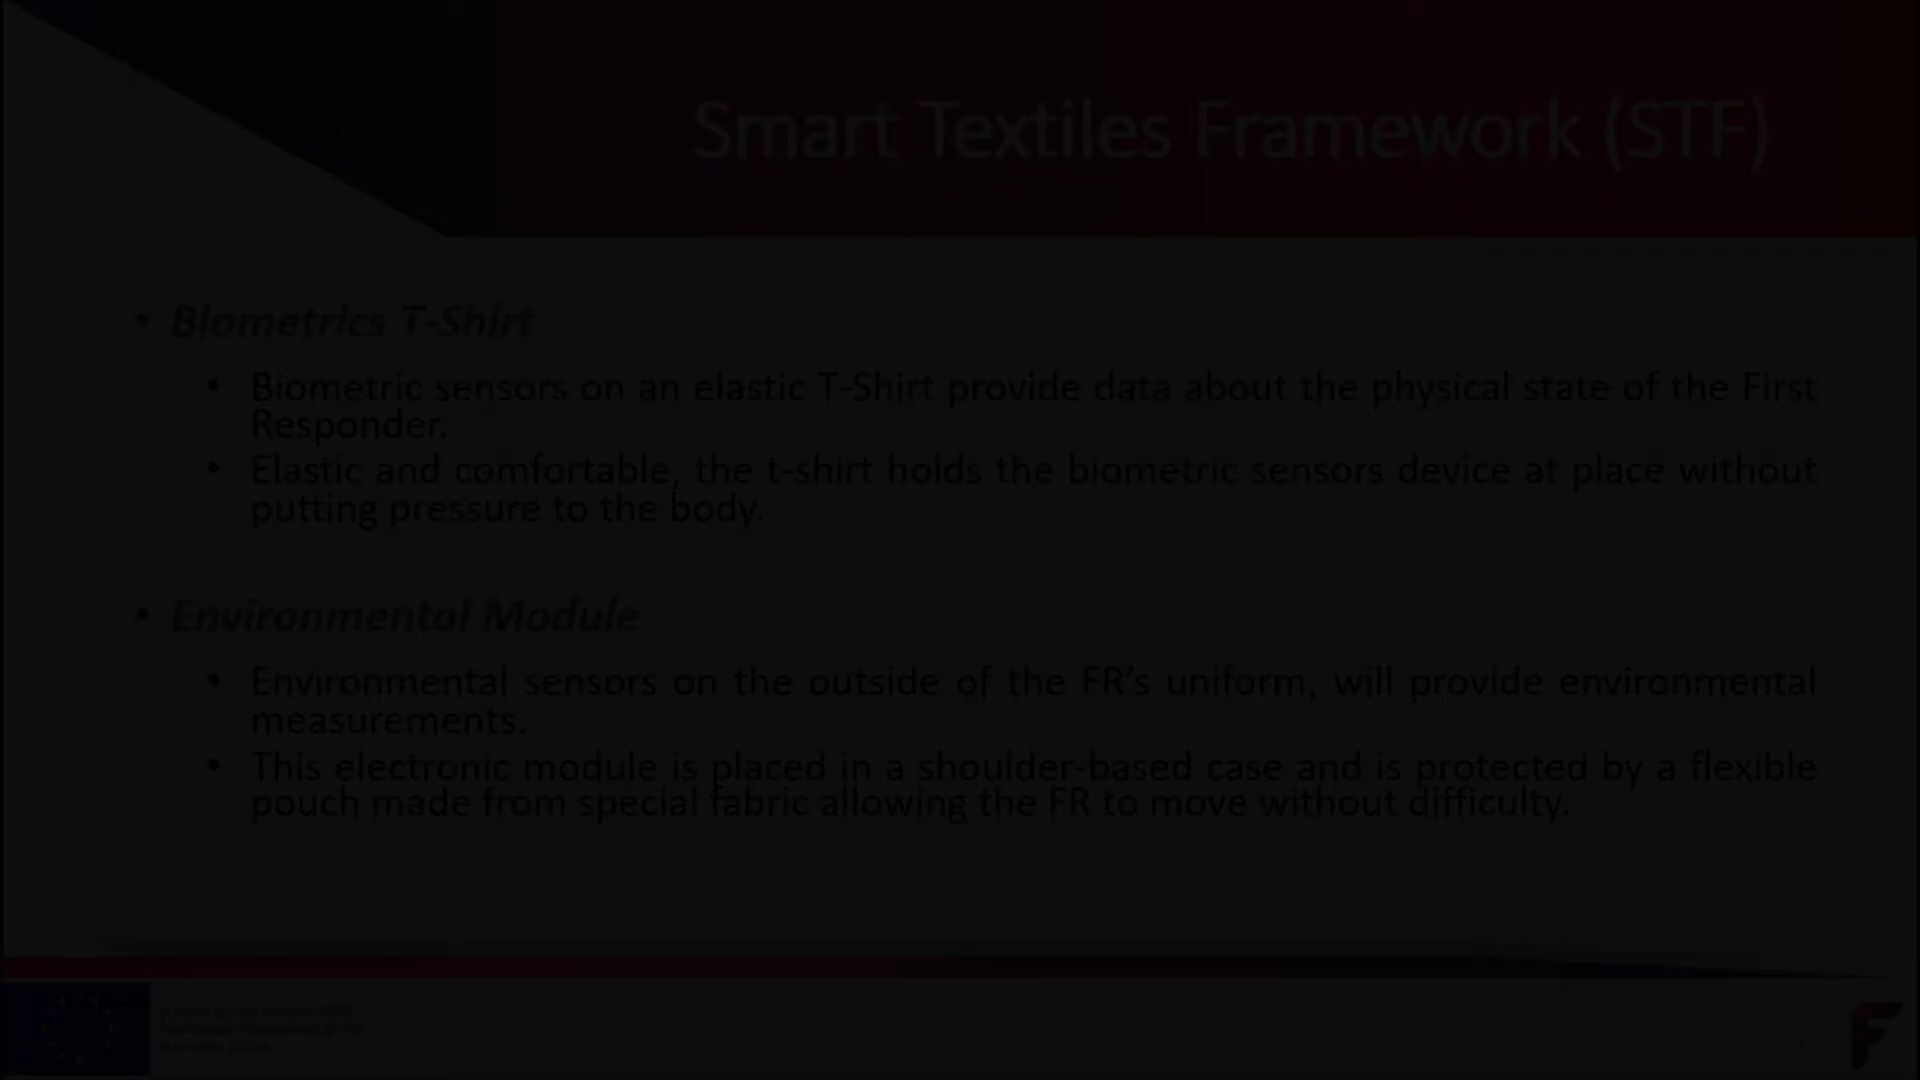 Smart Textiles Framework (STF)
• Biometrics T-Shirt
• Biometric sensors on an elastic T-Shirt provide data about the physical state of the First
Responder.
• Elastic and comfortable, the t-shirt holds the biometric sensors device at place without
putting pressure to the body.
• Environmental Module
• Environmental sensors on the outside of the FR’s uniform, will provide environmental
measurements.
• This electronic module is placed in a shoulder-based case and is protected by a flexible
pouch made from special fabric allowing the FR to move without difficulty.